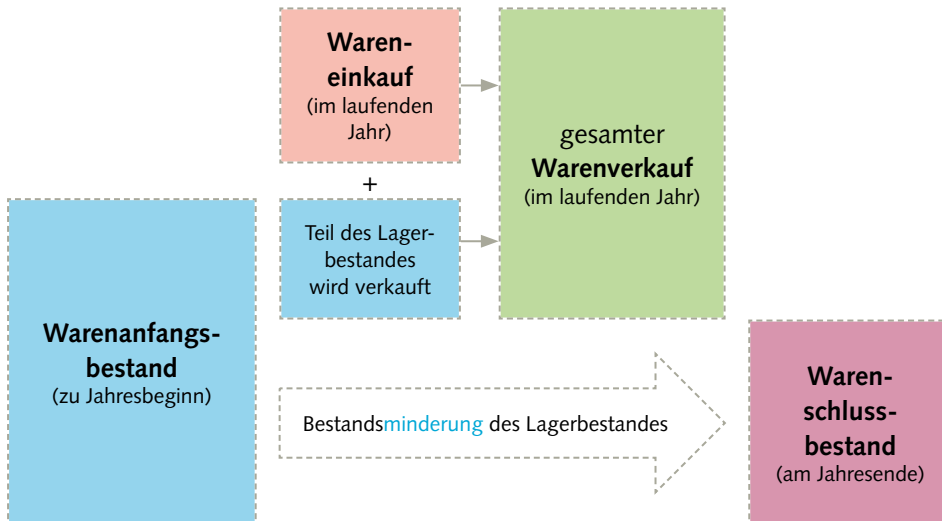 Waren-
einkauf
(im laufenden
Jahr)
+
Teil des Lager-
bestandes
wird verkauft
gesamter
Warenverkauf
(im laufenden Jahr)
Warenanfangs-
bestand
(zu Jahresbeginn)
Bestandsminderung des Lagerbestandes
Waren-
schluss-
bestand
(am Jahresende)